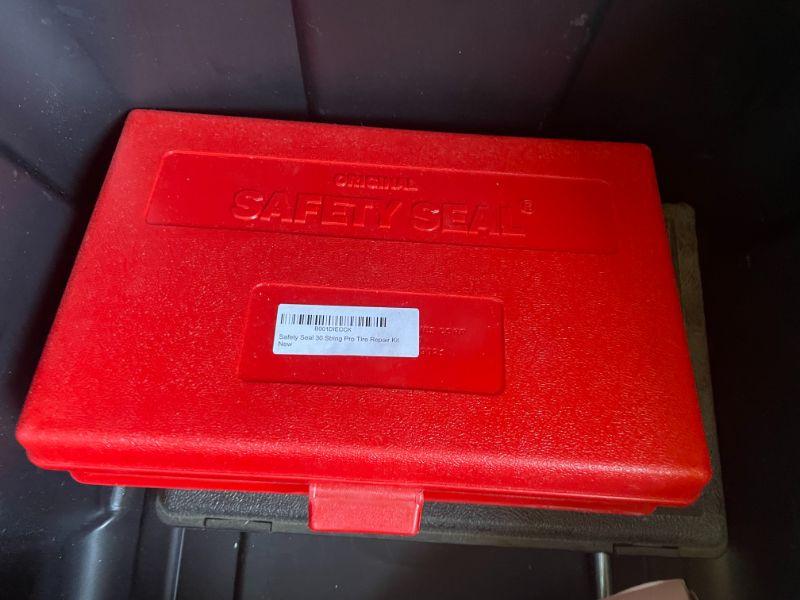 ORIGINAL
SAFETY SEAL®
B001DIEDCK
Safety Seal 30 String Pro Tire Repair Kit
New